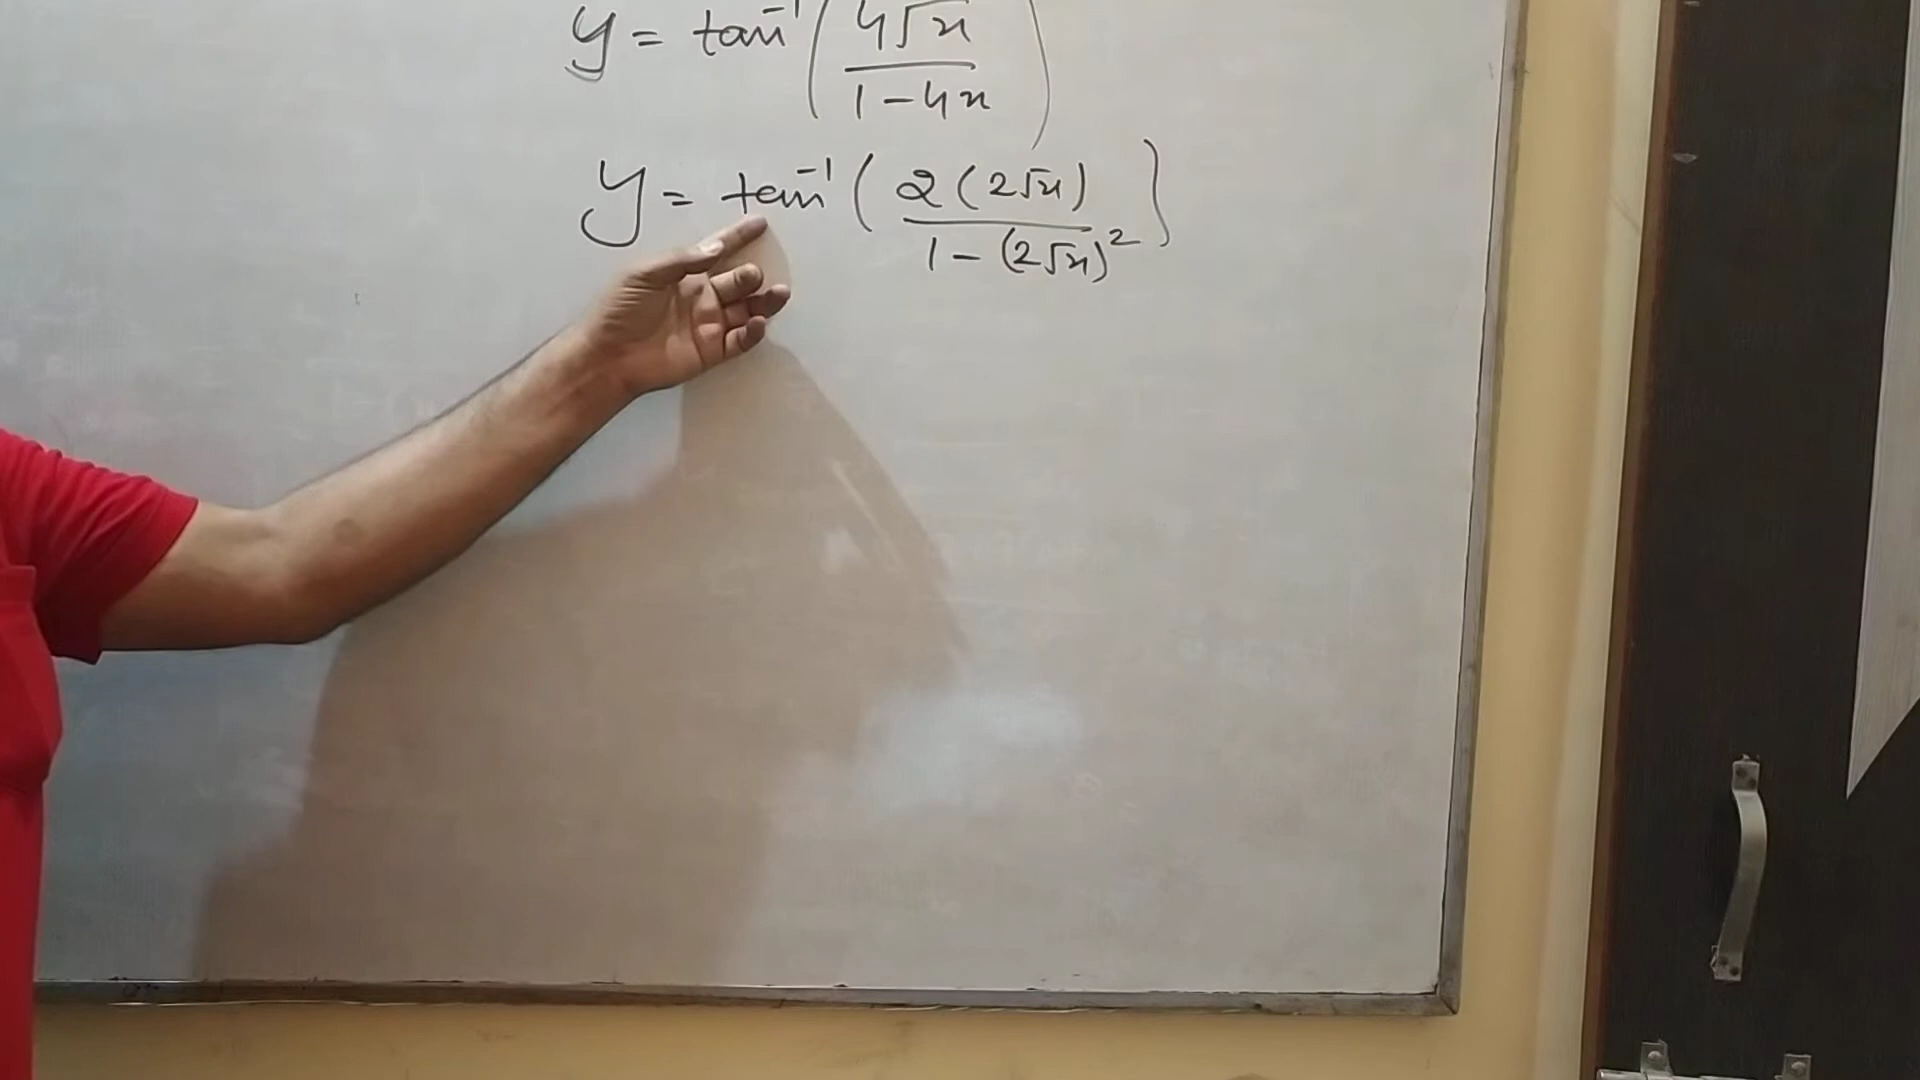 y = tan⁻¹ (4√x / 1 - 4x)
y = tan⁻¹ (2(2√x) / 1 - (2√x)²)